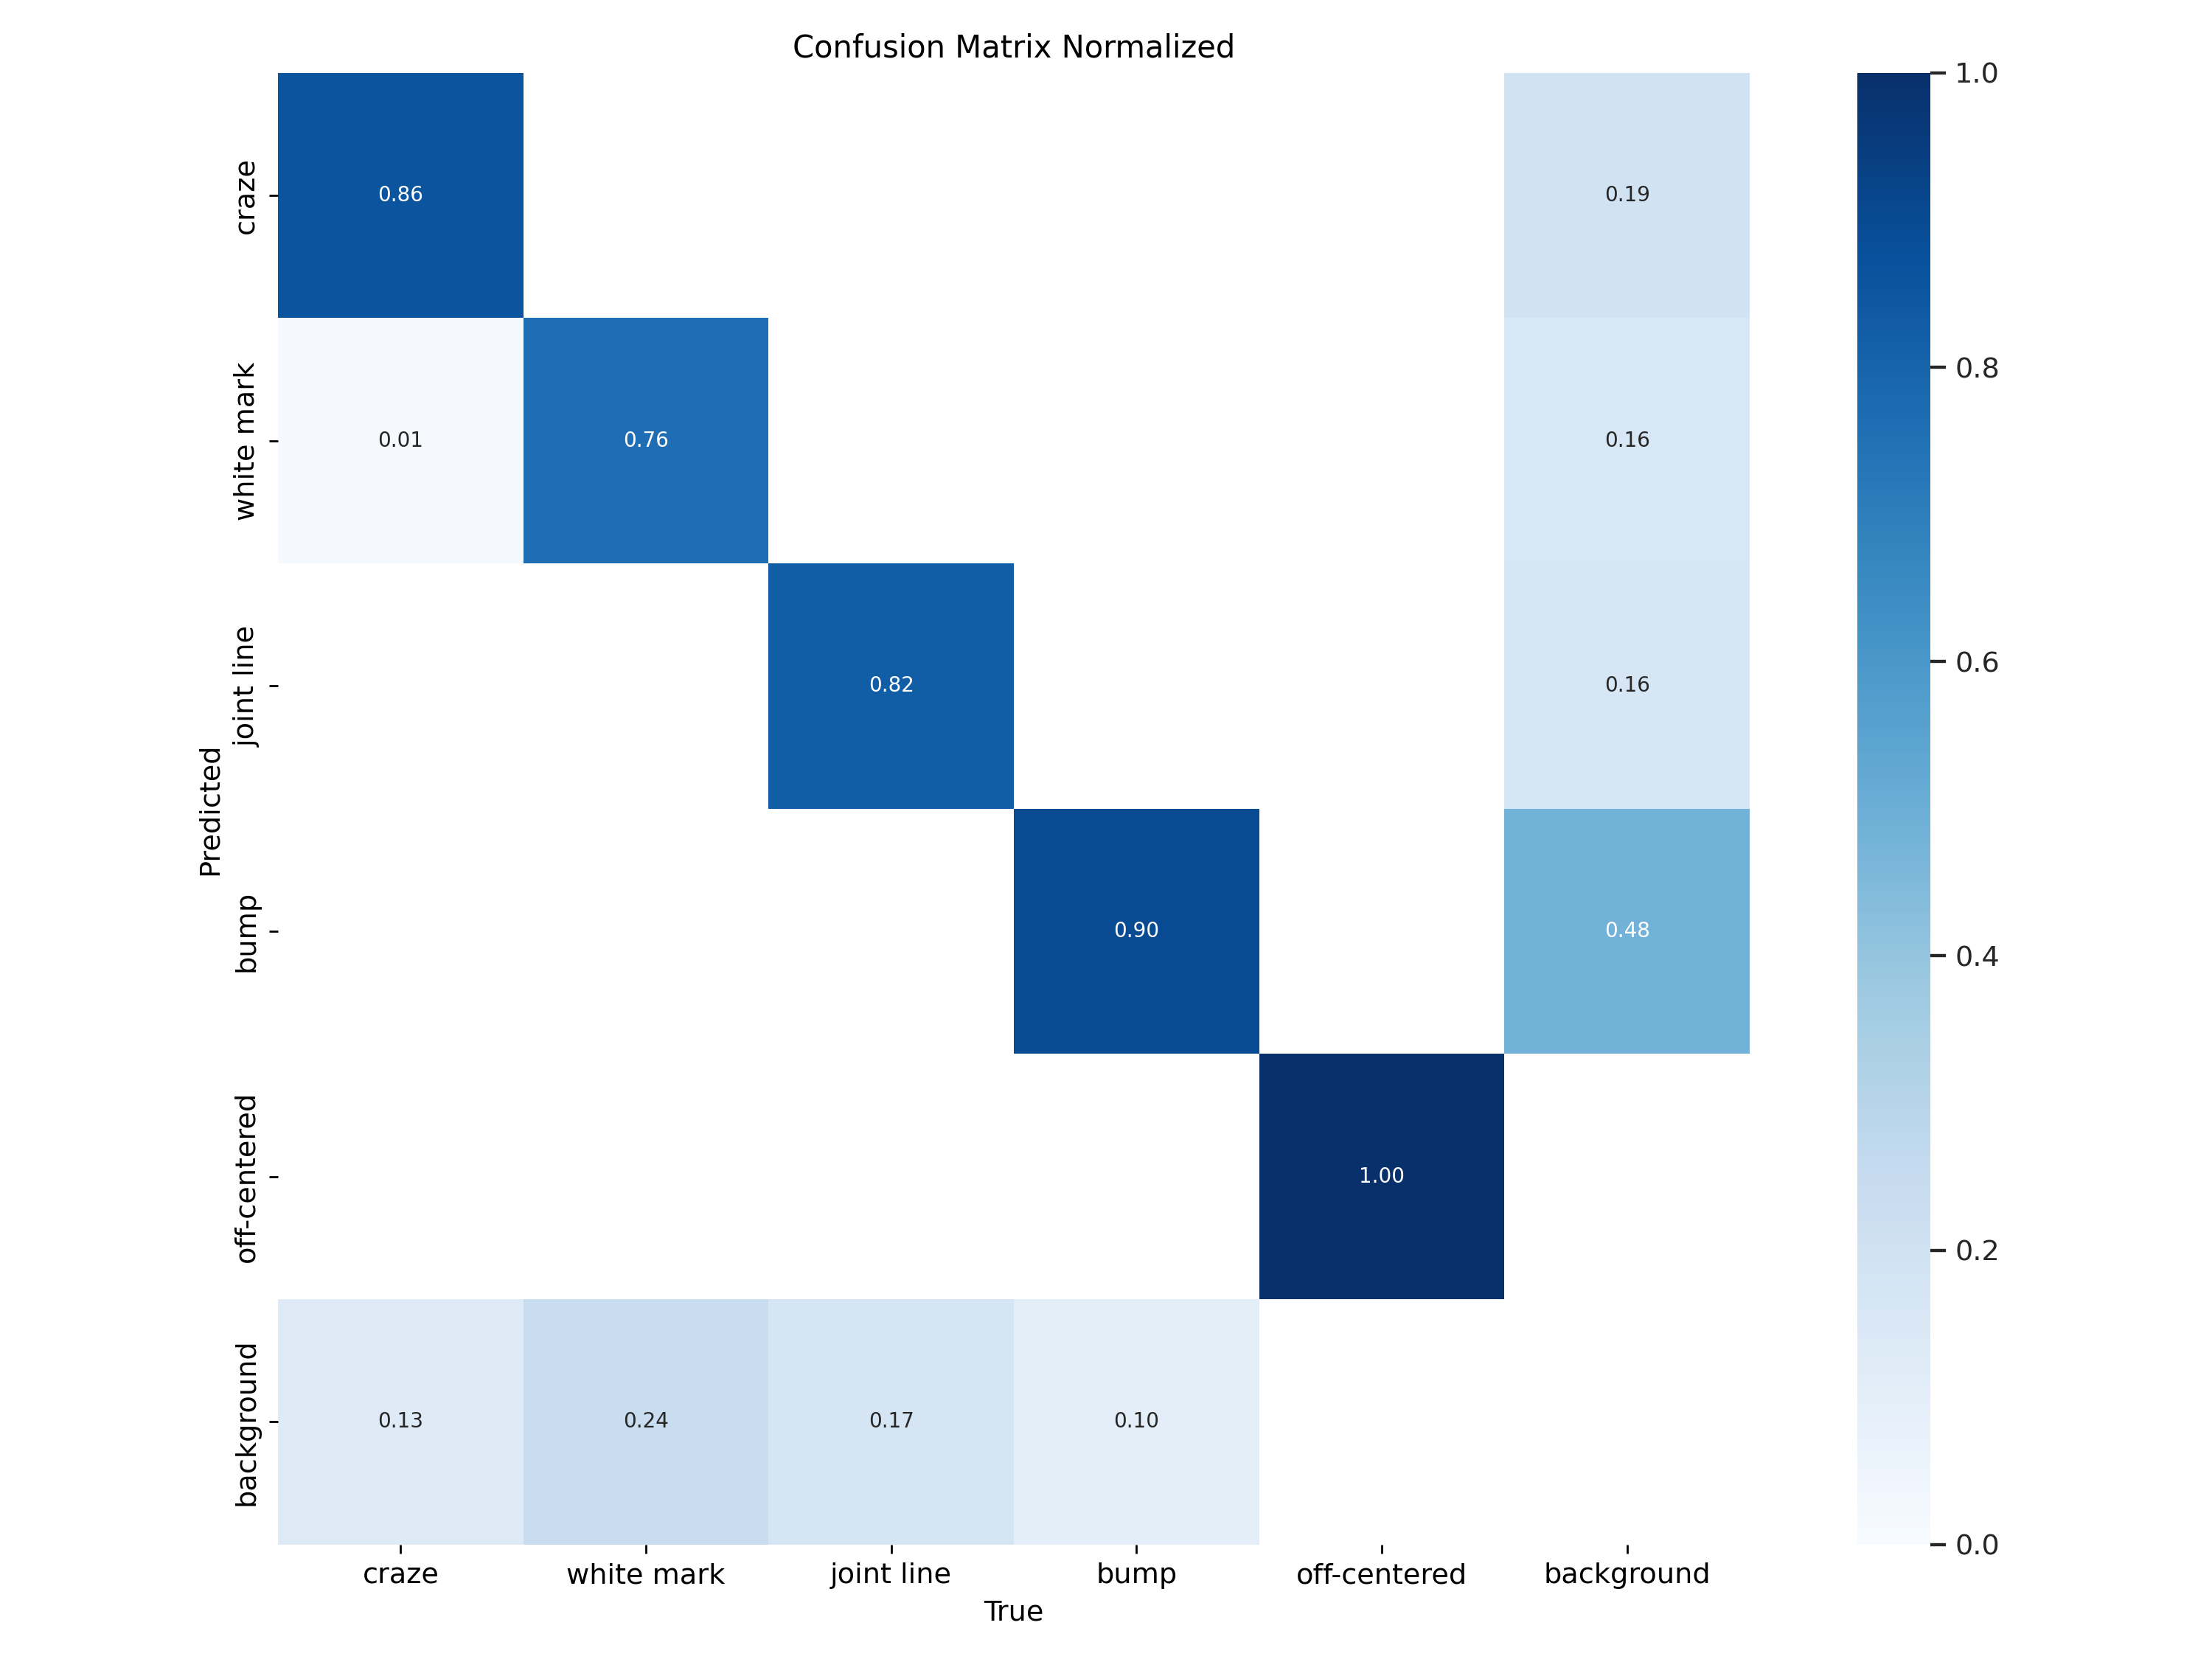 Confusion Matrix Normalized
craze
white mark
joint line
bump
off-centered
background
Predicted
0.86
0.19
0.01
0.76
0.16
0.82
0.16
0.90
0.48
1.00
0.13
0.24
0.17
0.10
craze
white mark
joint line
bump
off-centered
background
True
1.0
0.8
0.6
0.4
0.2
0.0